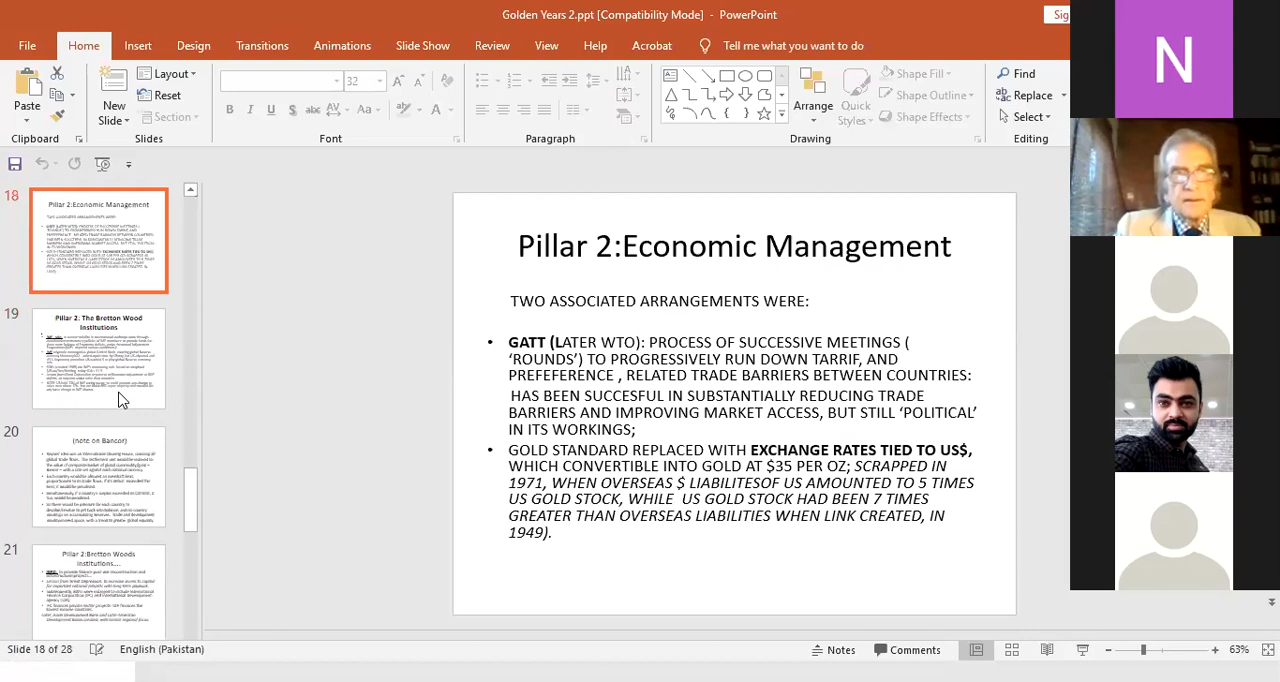 Golden Years 2.ppt [Compatibility Mode] - PowerPoint
Sig
File Home Insert Design Transitions Animations Slide Show Review View Help Acrobat Tell me what you want to do
Paste
Clipboard
New Slide
Layout
Reset
Section
Slides
32
B I U S abc AV Aa A
Font
Paragraph
Arrange
Quick Styles
Shape Fill
Shape Outline
Shape Effects
Drawing
Find
Replace
Select
Editing
N
18
Pillar 2:Economic Management
19
Pillar 2: The Bretton Wood
Institutions
20
(note on Bancor)
21
Pillar 2:Bretton Woods
Institutions...
Pillar 2:Economic Management
TWO ASSOCIATED ARRANGEMENTS WERE:
• GATT (LATER WTO): PROCESS OF SUCCESSIVE MEETINGS (
‘ROUNDS’) TO PROGRESSIVELY RUN DOWN TARRIF, AND
PREFERENCE , RELATED TRADE BARRIERS BETWEEN COUNTRIES:
HAS BEEN SUCCESFUL IN SUBSTANTIALLY REDUCING TRADE
BARRIERS AND IMPROVING MARKET ACCESS, BUT STILL ‘POLITICAL’
IN ITS WORKINGS;
• GOLD STANDARD REPLACED WITH EXCHANGE RATES TIED TO US$,
WHICH CONVERTIBLE INTO GOLD AT $35 PER OZ; SCRAPPED IN
1971, WHEN OVERSEAS $ LIABILITESOF US AMOUNTED TO 5 TIMES
US GOLD STOCK, WHILE US GOLD STOCK HAD BEEN 7 TIMES
GREATER THAN OVERSEAS LIABILITIES WHEN LINK CREATED, IN
1949).
Slide 18 of 28 English (Pakistan) Notes Comments 63%